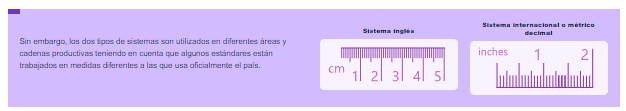 Sin embargo, los dos tipos de sistemas son utilizados en diferentes áreas y
cadenas productivas teniendo en cuenta que algunos estándares están
trabajados en medidas diferentes a las que usa oficialmente el país.
Sistema inglés
cm 1 2 3 4 5
Sistema internacional o métrico
decimal
inches 1 2